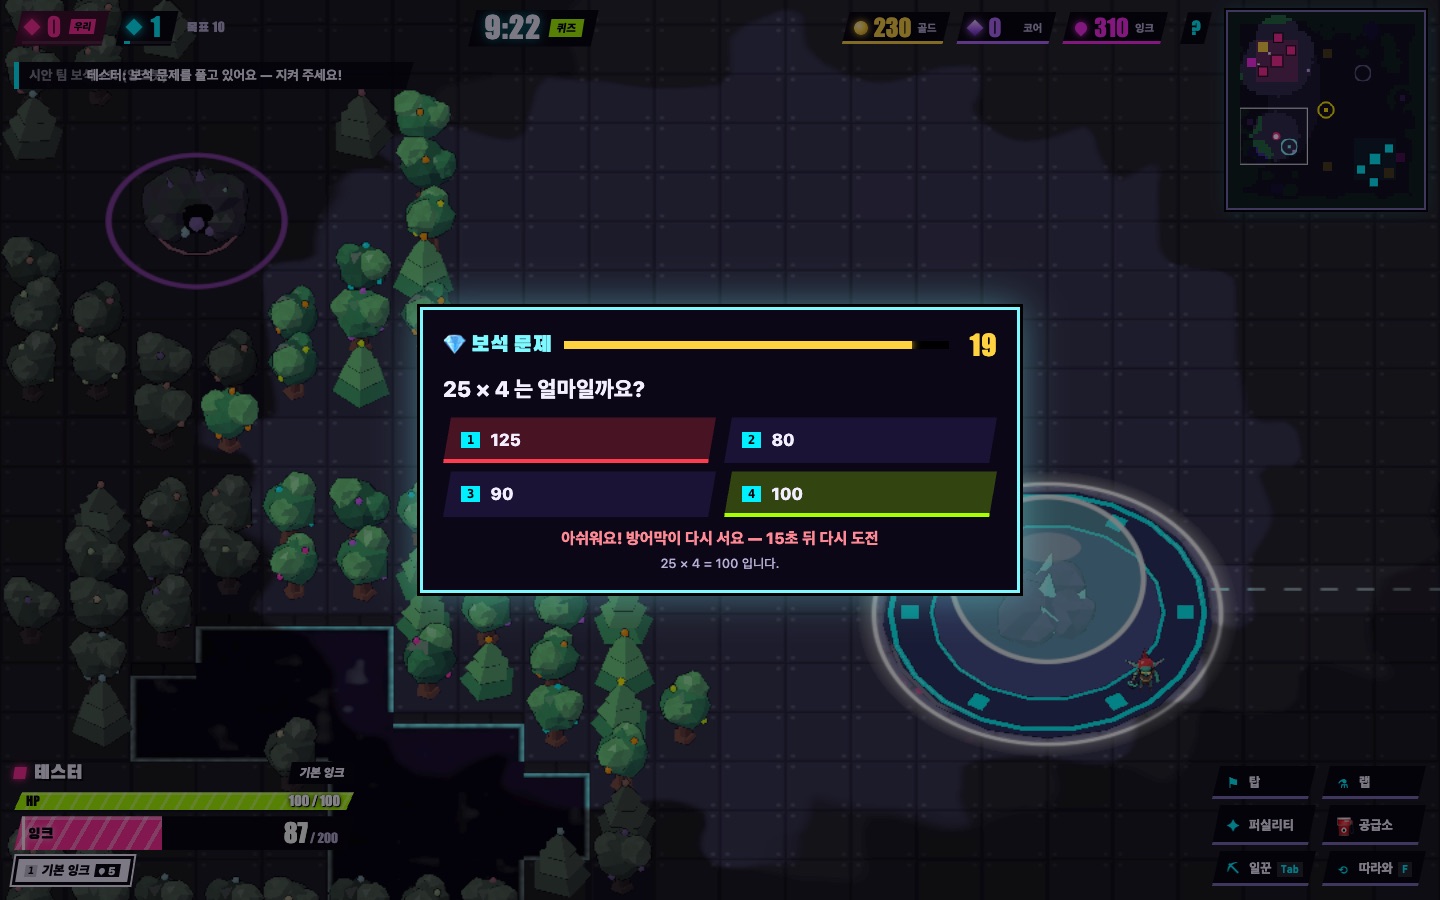 0 우리 1 목표 10
9:22 퀴즈
230 골드 0 코어 310 잉크 ?
시안 팀 보 테스터: 보석 문제를 풀고 있어요 — 지켜 주세요!
보석 문제 19
25 × 4 는 얼마일까요?
1 125
2 80
3 90
4 100
아쉬워요! 방어막이 다시 서요 — 15초 뒤 다시 도전
25 × 4 = 100 입니다.
테스터 기본 잉크
HP 100 / 100
잉크 87 / 200
1 기본 잉크 5
탑 랩
퍼실리티 공급소
일꾼 Tab 따라와 F